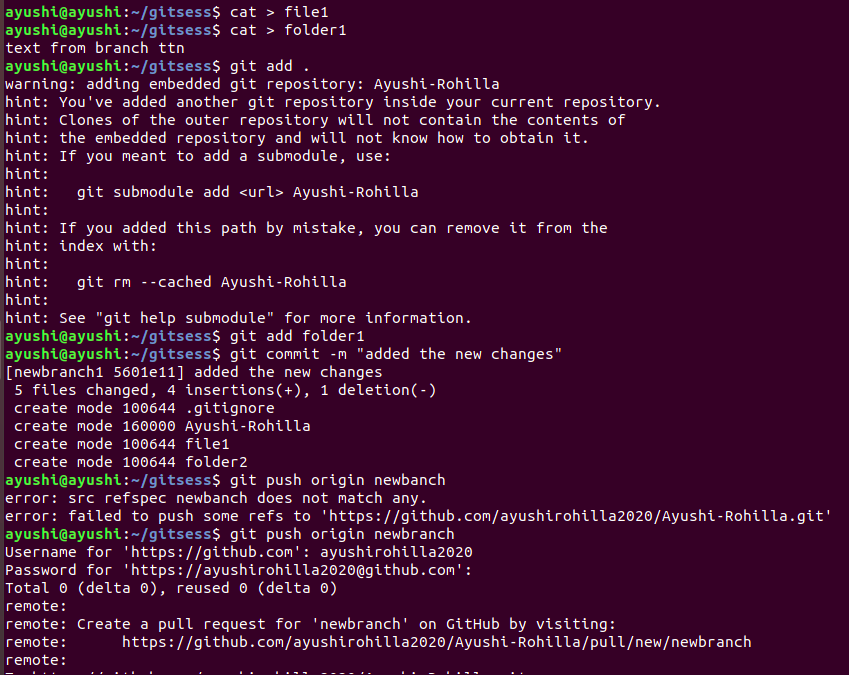 ayushi@ayushi:~/gitsess$ cat > file1
ayushi@ayushi:~/gitsess$ cat > folder1
text from branch ttn
ayushi@ayushi:~/gitsess$ git add .
warning: adding embedded git repository: Ayushi-Rohilla
hint: You've added another git repository inside your current repository.
hint: Clones of the outer repository will not contain the contents of
hint: the embedded repository and will not know how to obtain it.
hint: If you meant to add a submodule, use:
hint:
hint:   git submodule add <url> Ayushi-Rohilla
hint:
hint: If you added this path by mistake, you can remove it from the
hint: index with:
hint:
hint:   git rm --cached Ayushi-Rohilla
hint:
hint: See "git help submodule" for more information.
ayushi@ayushi:~/gitsess$ git add folder1
ayushi@ayushi:~/gitsess$ git commit -m "added the new changes"
[newbranch1 5601e11] added the new changes
 5 files changed, 4 insertions(+), 1 deletion(-)
 create mode 100644 .gitignore
 create mode 160000 Ayushi-Rohilla
 create mode 100644 file1
 create mode 100644 folder2
ayushi@ayushi:~/gitsess$ git push origin newbanch
error: src refspec newbanch does not match any.
error: failed to push some refs to 'https://github.com/ayushirohilla2020/Ayushi-Rohilla.git'
ayushi@ayushi:~/gitsess$ git push origin newbranch
Username for 'https://github.com': ayushirohilla2020
Password for 'https://ayushirohilla2020@github.com':
Total 0 (delta 0), reused 0 (delta 0)
remote:
remote: Create a pull request for 'newbranch' on GitHub by visiting:
remote:      https://github.com/ayushirohilla2020/Ayushi-Rohilla/pull/new/newbranch
remote: